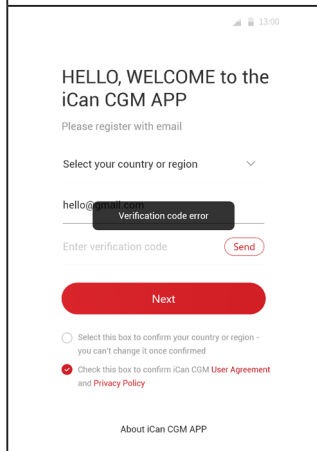 13:00
HELLO, WELCOME to the
iCan CGM APP
Please register with email
Select your country or region
hello@gmail.com
Verification code error
Enter verification code
Send
Next
Select this box to confirm your country or region -
you can't change it once confirmed
Check this box to confirm iCan CGM User Agreement
and Privacy Policy
About iCan CGM APP